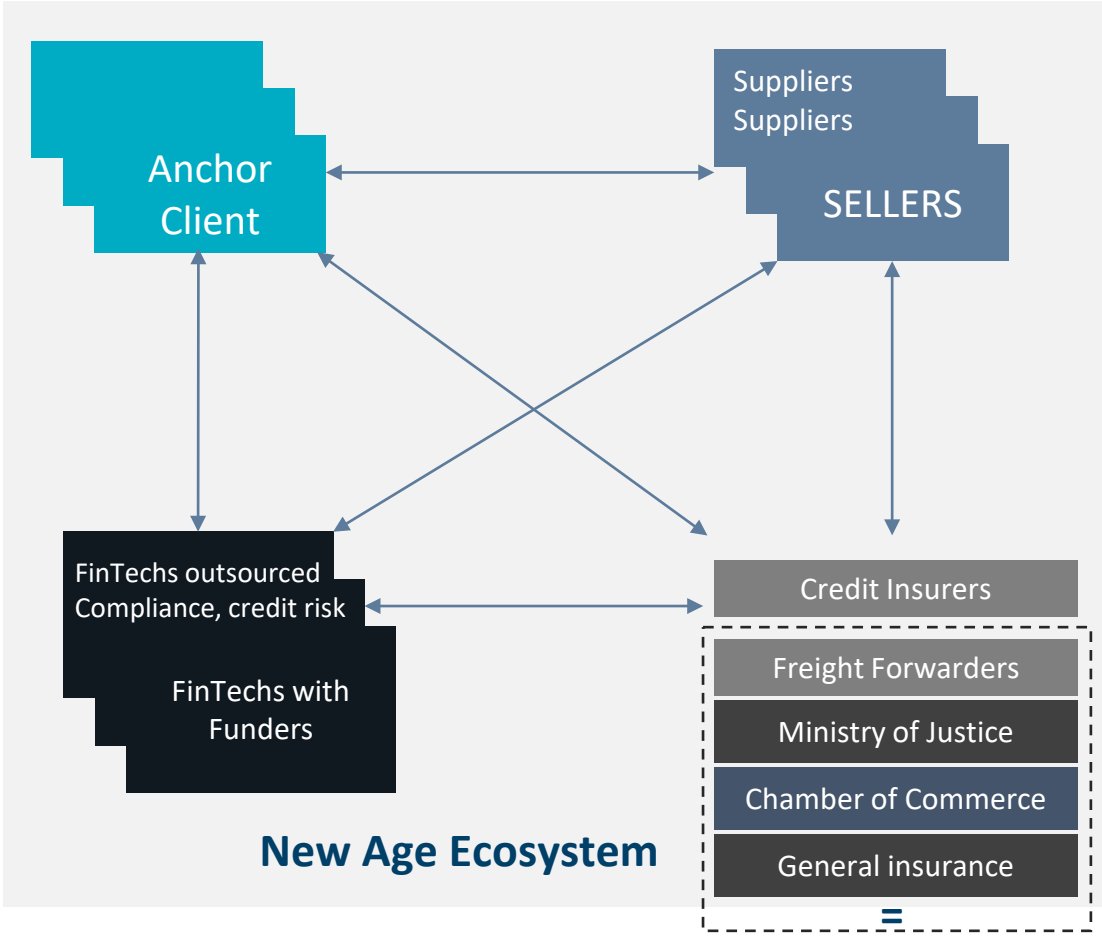 Suppliers
Suppliers
Anchor
Client
SELLERS
FinTechs outsourced
Compliance, credit risk
FinTechs with
Funders
Credit Insurers
Freight Forwarders
Ministry of Justice
Chamber of Commerce
General insurance
New Age Ecosystem
=